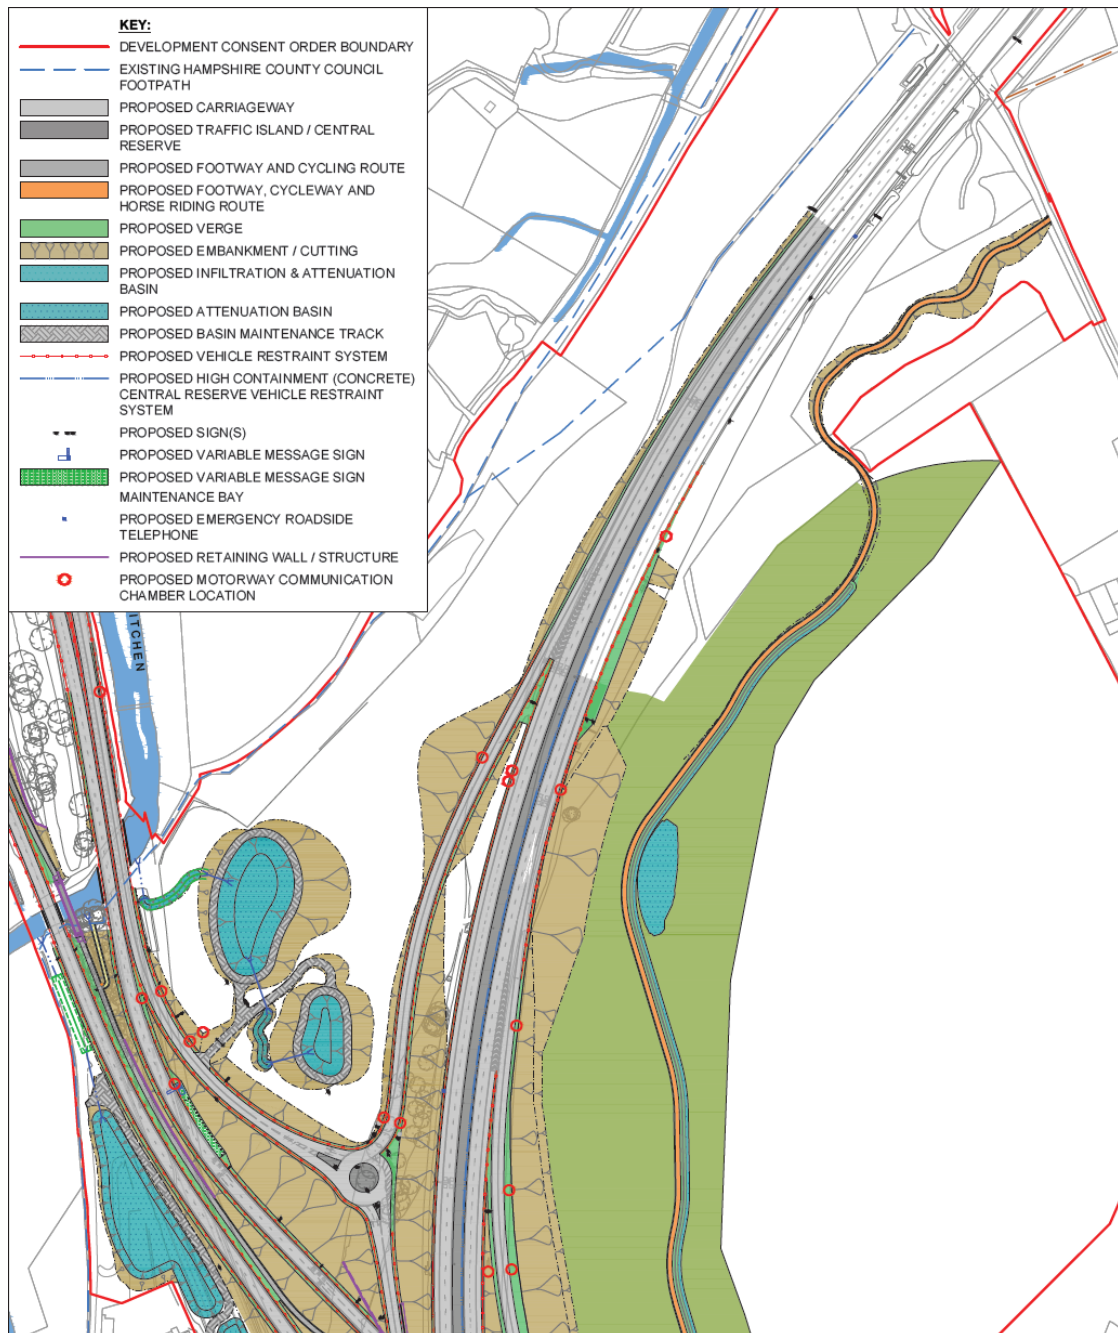 KEY:
DEVELOPMENT CONSENT ORDER BOUNDARY
EXISTING HAMPSHIRE COUNTY COUNCIL
FOOTPATH
PROPOSED CARRIAGEWAY
PROPOSED TRAFFIC ISLAND / CENTRAL
RESERVE
PROPOSED FOOTWAY AND CYCLING ROUTE
PROPOSED FOOTWAY, CYCLEWAY AND
HORSE RIDING ROUTE
PROPOSED VERGE
PROPOSED EMBANKMENT / CUTTING
PROPOSED INFILTRATION & ATTENUATION
BASIN
PROPOSED ATTENUATION BASIN
PROPOSED BASIN MAINTENANCE TRACK
PROPOSED VEHICLE RESTRAINT SYSTEM
PROPOSED HIGH CONTAINMENT (CONCRETE)
CENTRAL RESERVE VEHICLE RESTRAINT
SYSTEM
PROPOSED SIGN(S)
PROPOSED VARIABLE MESSAGE SIGN
PROPOSED VARIABLE MESSAGE SIGN
MAINTENANCE BAY
PROPOSED EMERGENCY ROADSIDE
TELEPHONE
PROPOSED RETAINING WALL / STRUCTURE
PROPOSED MOTORWAY COMMUNICATION
CHAMBER LOCATION
ITCHEN